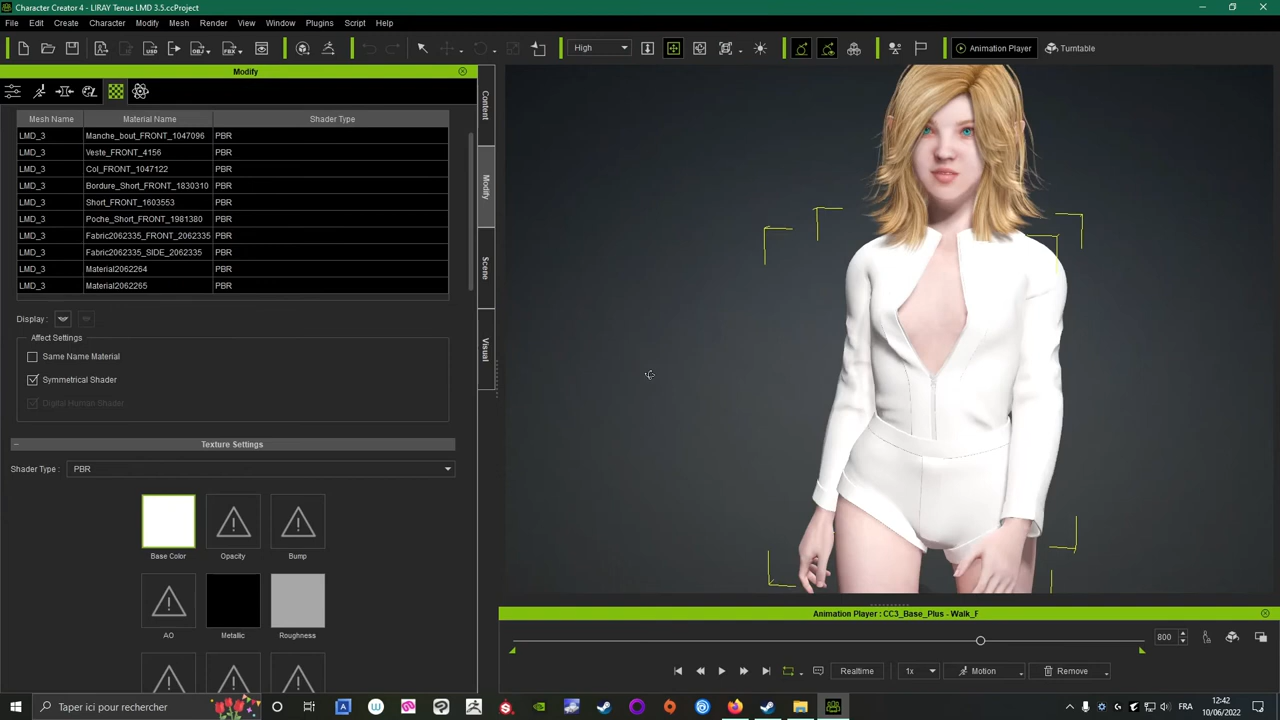 Character Creator 4 - LIRAY Tenue LMD 3.5.ccProject
File Edit Create Character Modify Mesh Render View Window Plugins Script Help
High
Animation Player
Turntable
Modify
Content
Modify
Scene
Visual
Mesh Name Material Name Shader Type
LMD_3 Manche_bout_FRONT_1047096 PBR
LMD_3 Veste_FRONT_4156 PBR
LMD_3 Col_FRONT_1047122 PBR
LMD_3 Bordure_Short_FRONT_1830310 PBR
LMD_3 Short_FRONT_1603553 PBR
LMD_3 Poche_Short_FRONT_1981380 PBR
LMD_3 Fabric2062335_FRONT_2062335 PBR
LMD_3 Fabric2062335_SIDE_2062335 PBR
LMD_3 Material2062264 PBR
LMD_3 Material2062265 PBR
Display :
Affect Settings
Same Name Material
Symmetrical Shader
Digital Human Shader
Texture Settings
Shader Type : PBR
Base Color Opacity Bump
AO Metallic Roughness
Animation Player : CC3_Base_Plus - Walk_F
800
Realtime 1x Motion Remove
Taper ici pour rechercher
FRA
12:42
10/06/2022